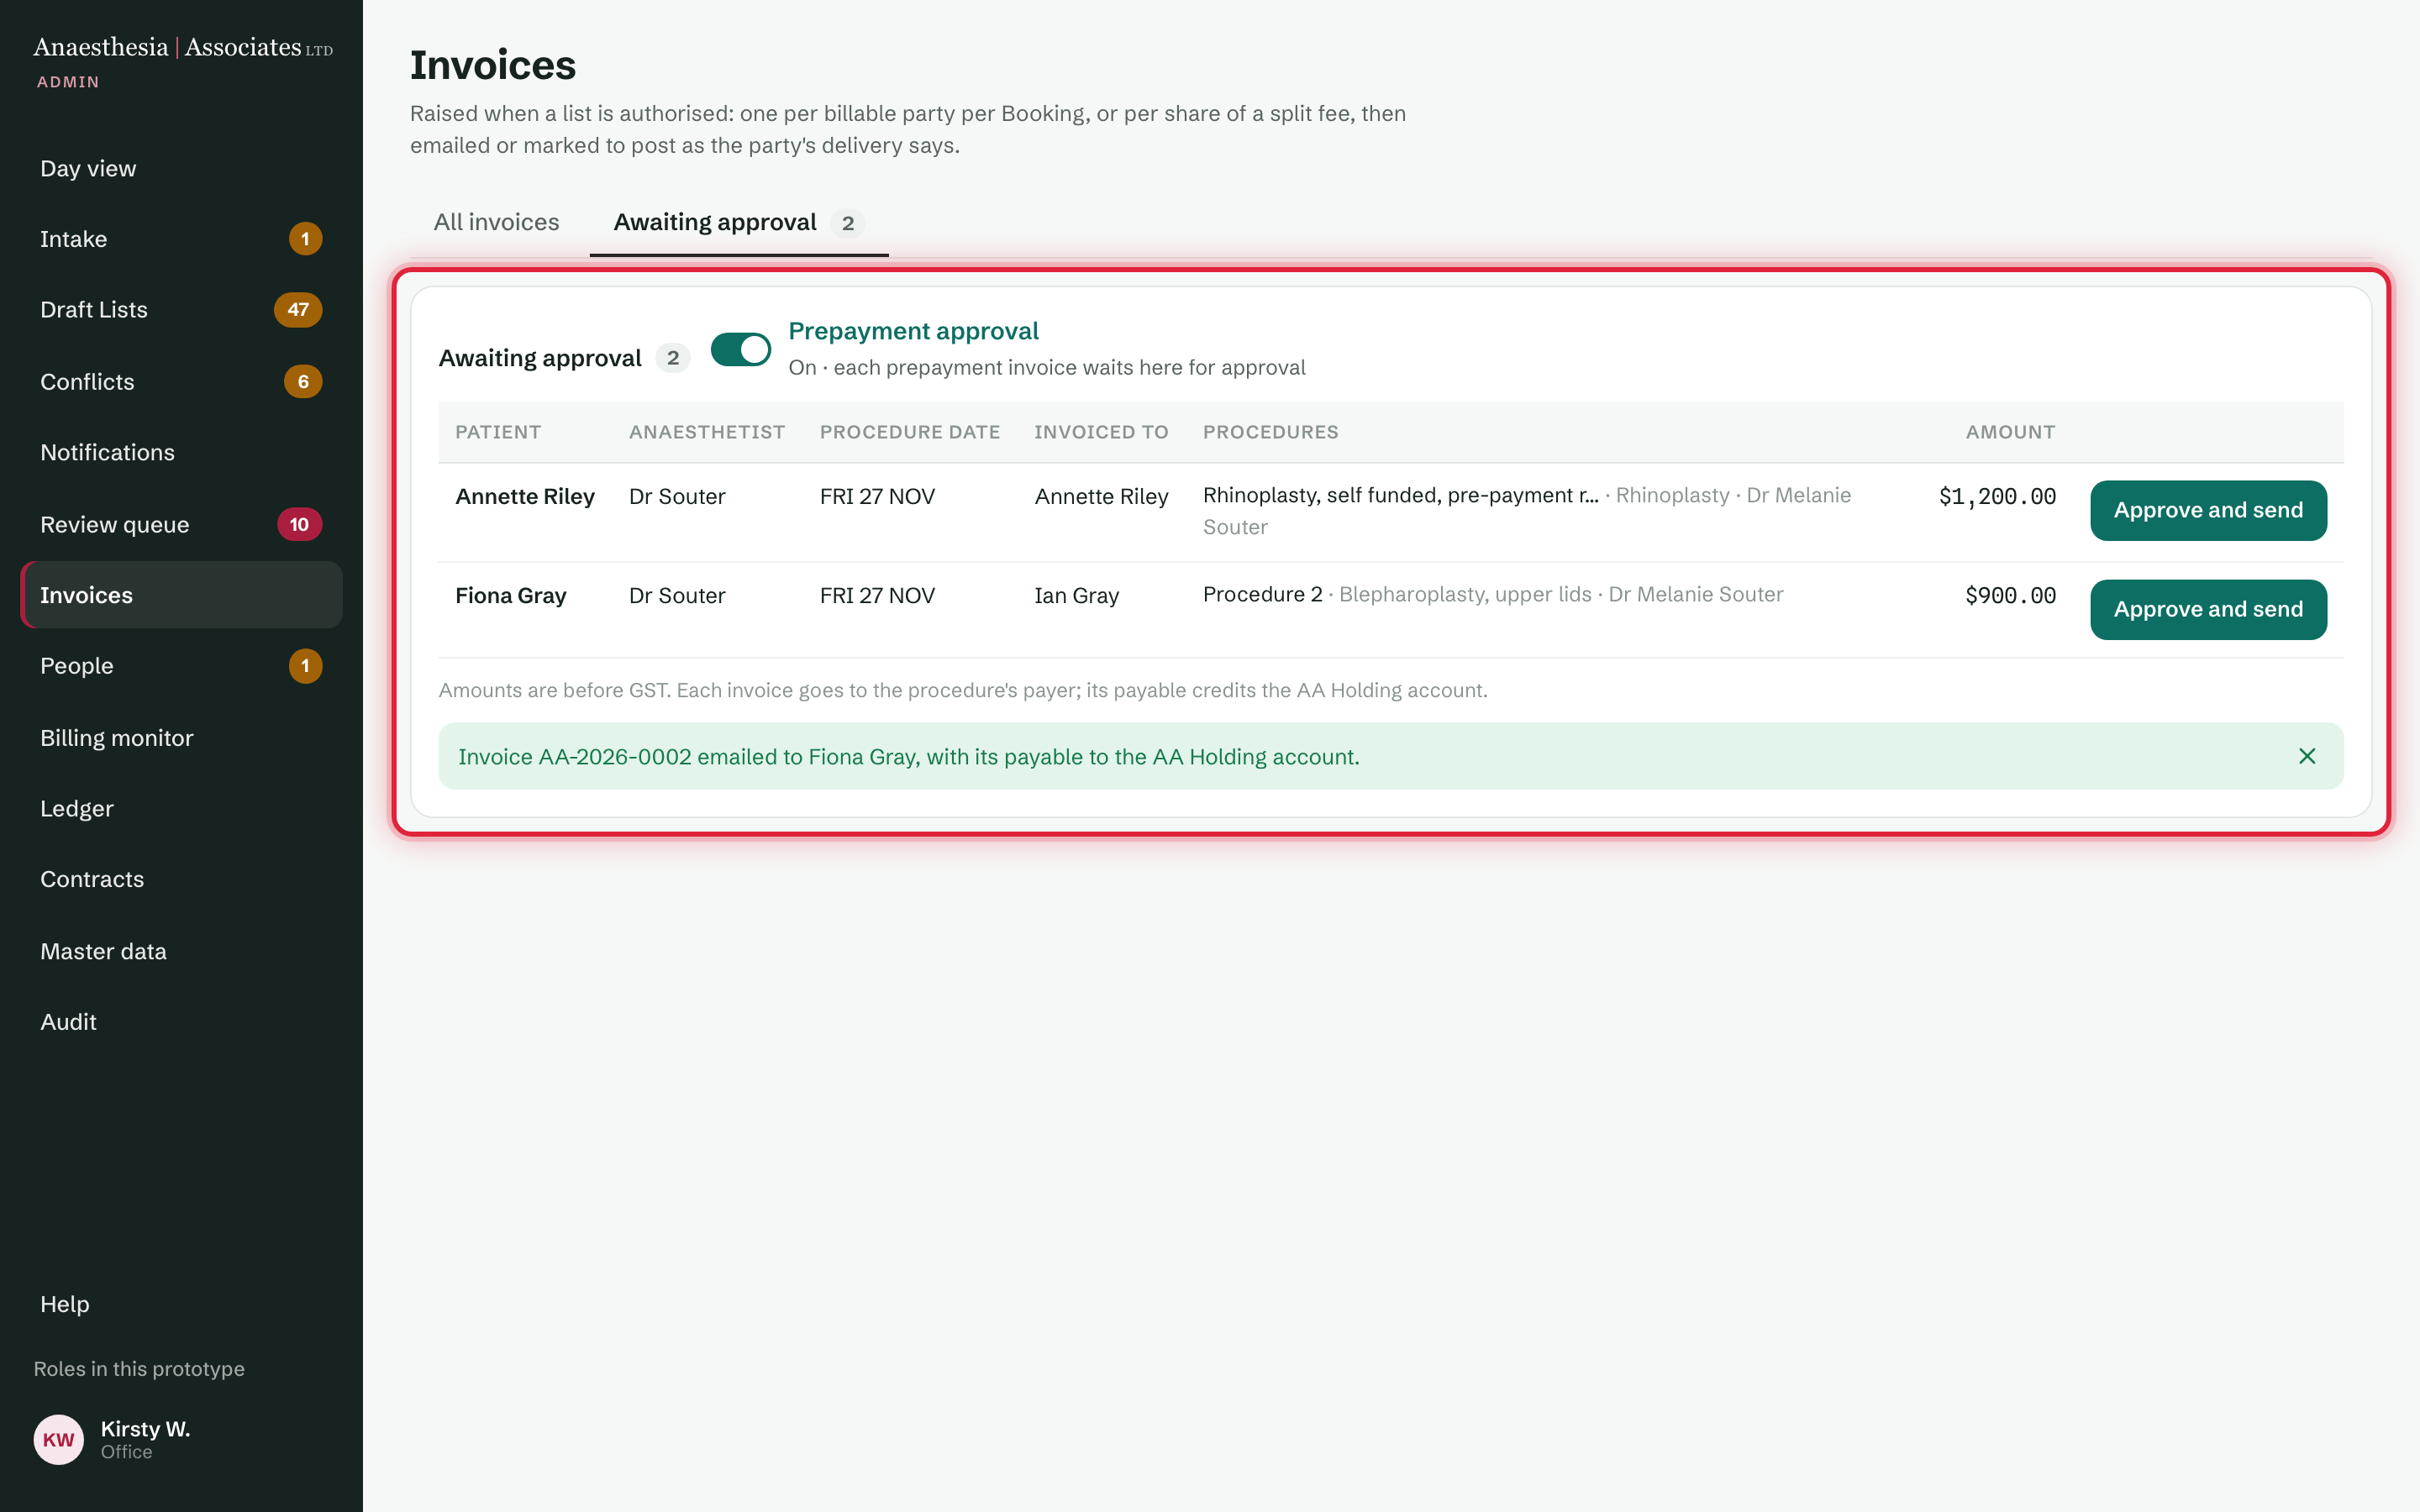 Anaesthesia | Associates LTD
ADMIN
Day view
Intake 1
Draft Lists 47
Conflicts 6
Notifications
Review queue 10
Invoices
People 1
Billing monitor
Ledger
Contracts
Master data
Audit
Help
Roles in this prototype
KW
Kirsty W.
Office
Invoices
Raised when a list is authorised: one per billable party per Booking, or per share of a split fee, then
emailed or marked to post as the party's delivery says.
All invoices Awaiting approval 2
Awaiting approval 2
Prepayment approval
On · each prepayment invoice waits here for approval
PATIENT ANAESTHETIST PROCEDURE DATE INVOICED TO PROCEDURES AMOUNT
Annette Riley Dr Souter FRI 27 NOV Annette Riley Rhinoplasty, self funded, pre-payment r... · Rhinoplasty · Dr Melanie $1,200.00 Approve and send
Souter
Fiona Gray Dr Souter FRI 27 NOV Ian Gray Procedure 2 · Blepharoplasty, upper lids · Dr Melanie Souter $900.00 Approve and send
Amounts are before GST. Each invoice goes to the procedure's payer; its payable credits the AA Holding account.
Invoice AA-2026-0002 emailed to Fiona Gray, with its payable to the AA Holding account.